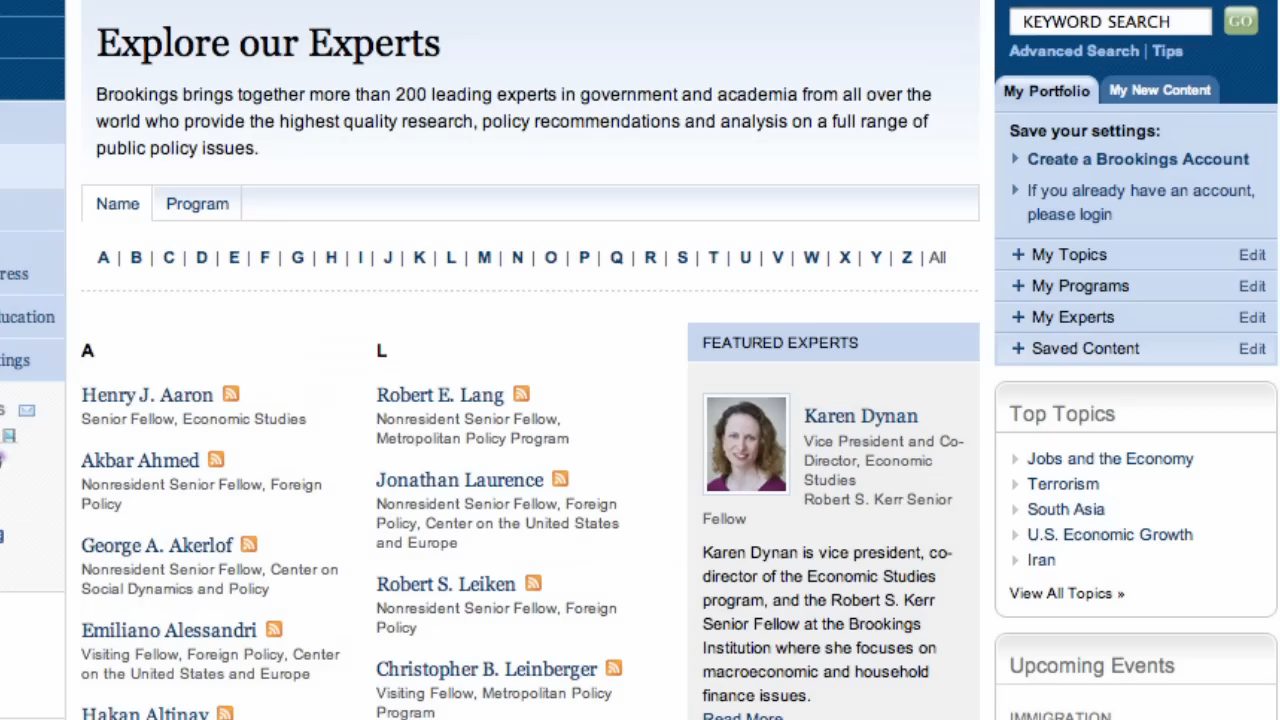 Explore our Experts
Brookings brings together more than 200 leading experts in government and academia from all over the
world who provide the highest quality research, policy recommendations and analysis on a full range of
public policy issues.
Name
Program
A | B | C | D | E | F | G | H | I | J | K | L | M | N | O | P | Q | R | S | T | U | V | W | X | Y | Z | All
ress
ucation
ings
A
Henry J. Aaron
Senior Fellow, Economic Studies
Akbar Ahmed
Nonresident Senior Fellow, Foreign
Policy
George A. Akerlof
Nonresident Senior Fellow, Center on
Social Dynamics and Policy
Emiliano Alessandri
Visiting Fellow, Foreign Policy, Center
on the United States and Europe
Hakan Altinay
L
Robert E. Lang
Nonresident Senior Fellow,
Metropolitan Policy Program
Jonathan Laurence
Nonresident Senior Fellow, Foreign
Policy, Center on the United States
and Europe
Robert S. Leiken
Nonresident Senior Fellow, Foreign
Policy
Christopher B. Leinberger
Visiting Fellow, Metropolitan Policy
Program
FEATURED EXPERTS
Karen Dynan
Vice President and Co-
Director, Economic
Studies
Robert S. Kerr Senior
Fellow
Karen Dynan is vice president, co-
director of the Economic Studies
program, and the Robert S. Kerr
Senior Fellow at the Brookings
Institution where she focuses on
macroeconomic and household
finance issues.
Read More
KEYWORD SEARCH
GO
Advanced Search | Tips
My Portfolio
My New Content
Save your settings:
Create a Brookings Account
If you already have an account,
please login
+ My Topics Edit
+ My Programs Edit
+ My Experts Edit
+ Saved Content Edit
Top Topics
Jobs and the Economy
Terrorism
South Asia
U.S. Economic Growth
Iran
View All Topics »
Upcoming Events
IMMIGRATION